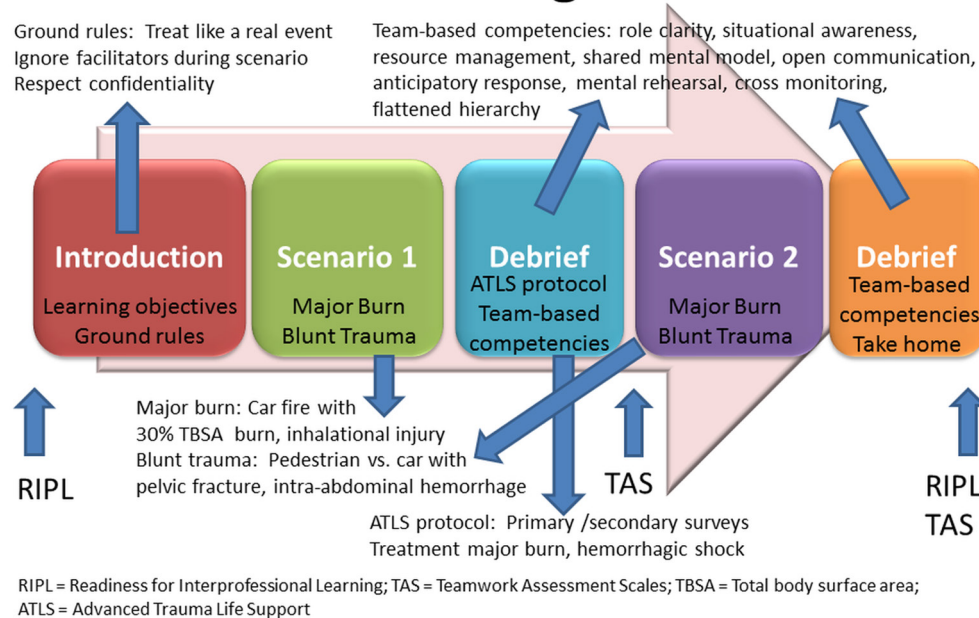 Ground rules: Treat like a real event
Ignore facilitators during scenario
Respect confidentiality
Team-based competencies: role clarity, situational awareness,
resource management, shared mental model, open communication,
anticipatory response, mental rehearsal, cross monitoring,
flattened hierarchy
Introduction
Learning objectives
Ground rules
Scenario 1
Major Burn
Blunt Trauma
Debrief
ATLS protocol
Team-based
competencies
Scenario 2
Major Burn
Blunt Trauma
Debrief
Team-based
competencies
Take home
RIPL
Major burn: Car fire with
30% TBSA burn, inhalational injury
Blunt trauma: Pedestrian vs. car with
pelvic fracture, intra-abdominal hemorrhage
TAS
RIPL
TAS
ATLS protocol: Primary /secondary surveys
Treatment major burn, hemorrhagic shock
RIPL = Readiness for Interprofessional Learning; TAS = Teamwork Assessment Scales; TBSA = Total body surface area;
ATLS = Advanced Trauma Life Support